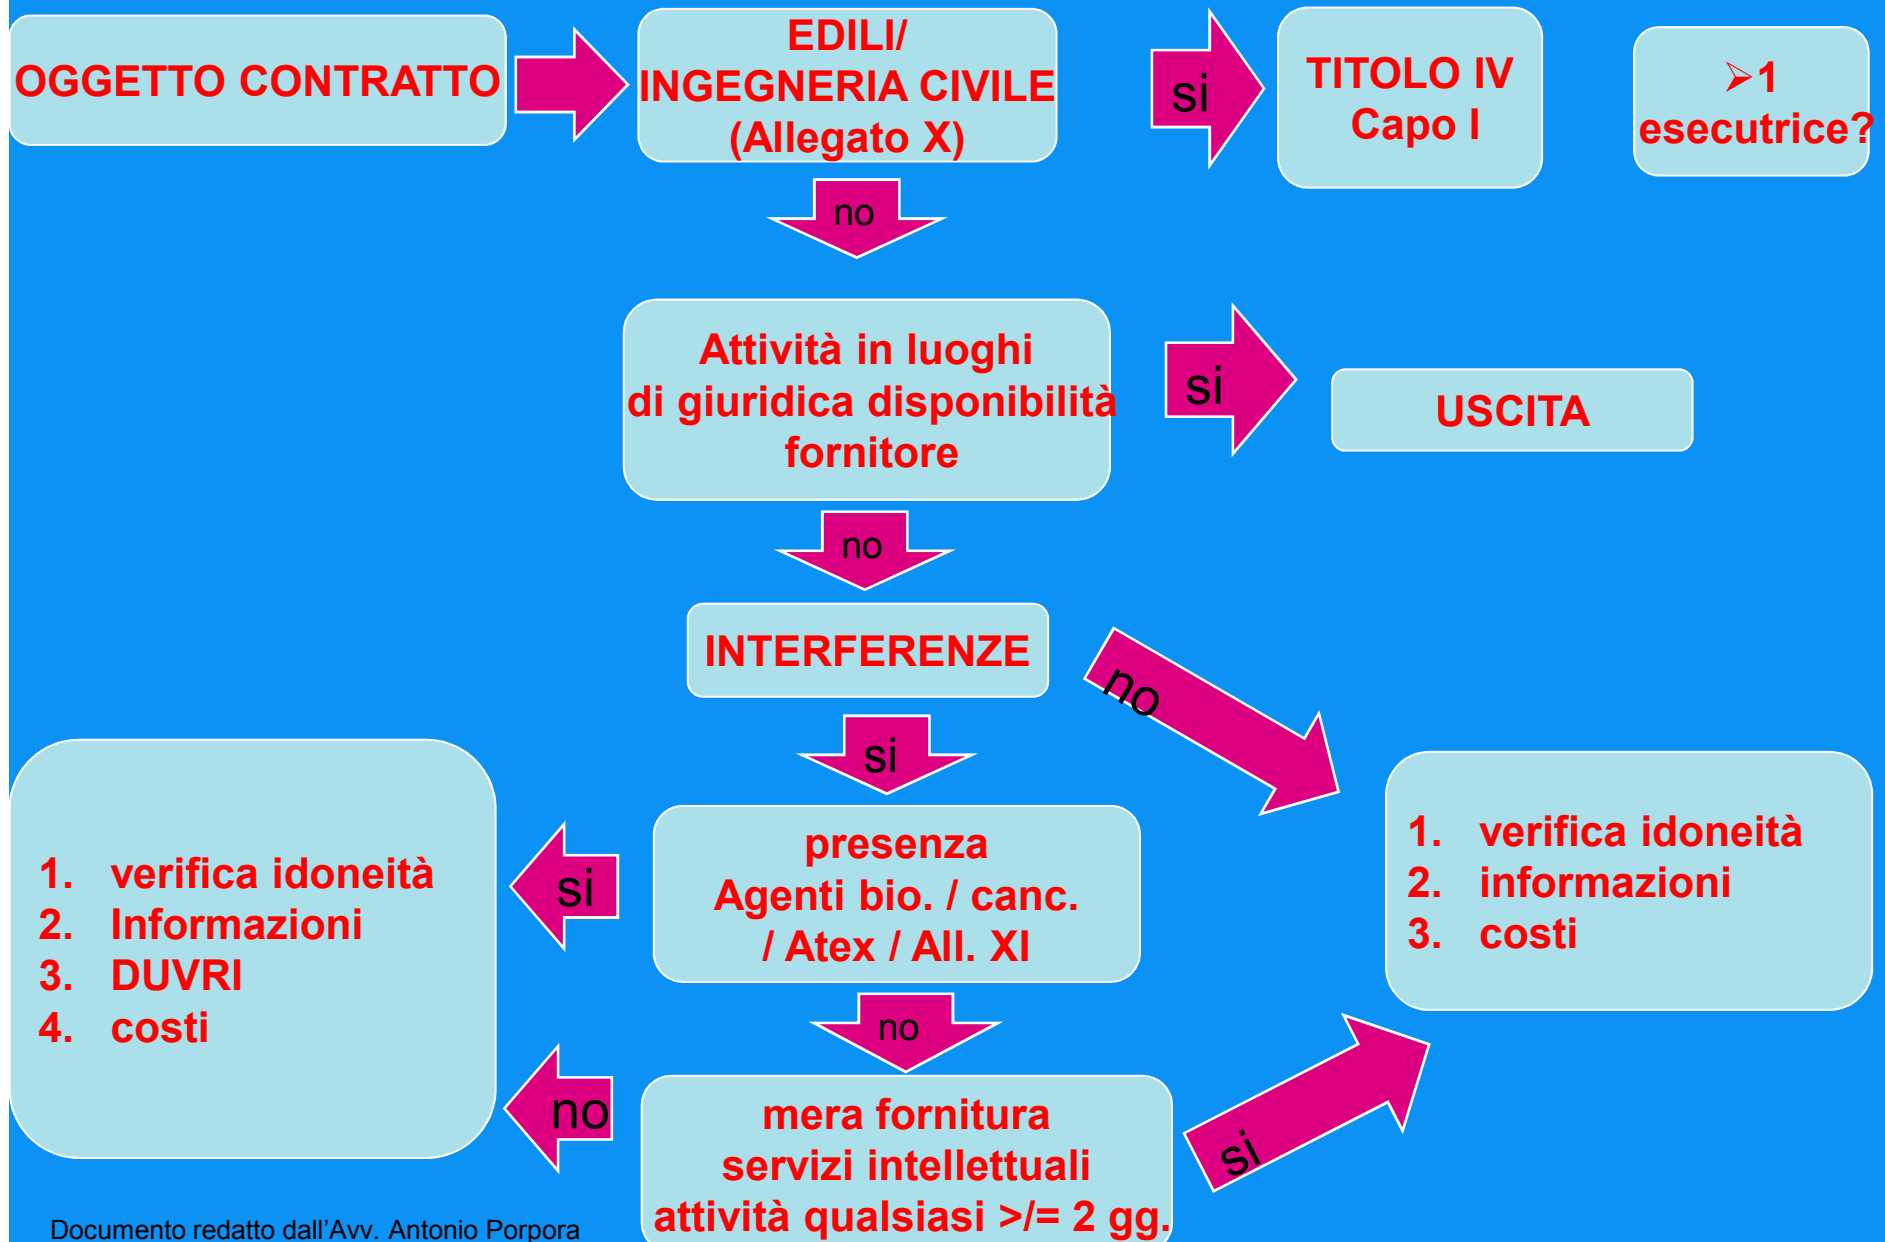 OGGETTO CONTRATTO
EDILI/
INGEGNERIA CIVILE
(Allegato X)
si
TITOLO IV
Capo I
➢1
esecutrice?
no
Attività in luoghi
di giuridica disponibilità
fornitore
si
USCITA
no
INTERFERENZE
no
si
1. verifica idoneità
2. Informazioni
3. DUVRI
4. costi
si
presenza
Agenti bio. / canc.
/ Atex / All. XI
1. verifica idoneità
2. informazioni
3. costi
no
no
mera fornitura
servizi intellettuali
attività qualsiasi >/= 2 gg.
si
Documento redatto dall'Avv. Antonio Porpora